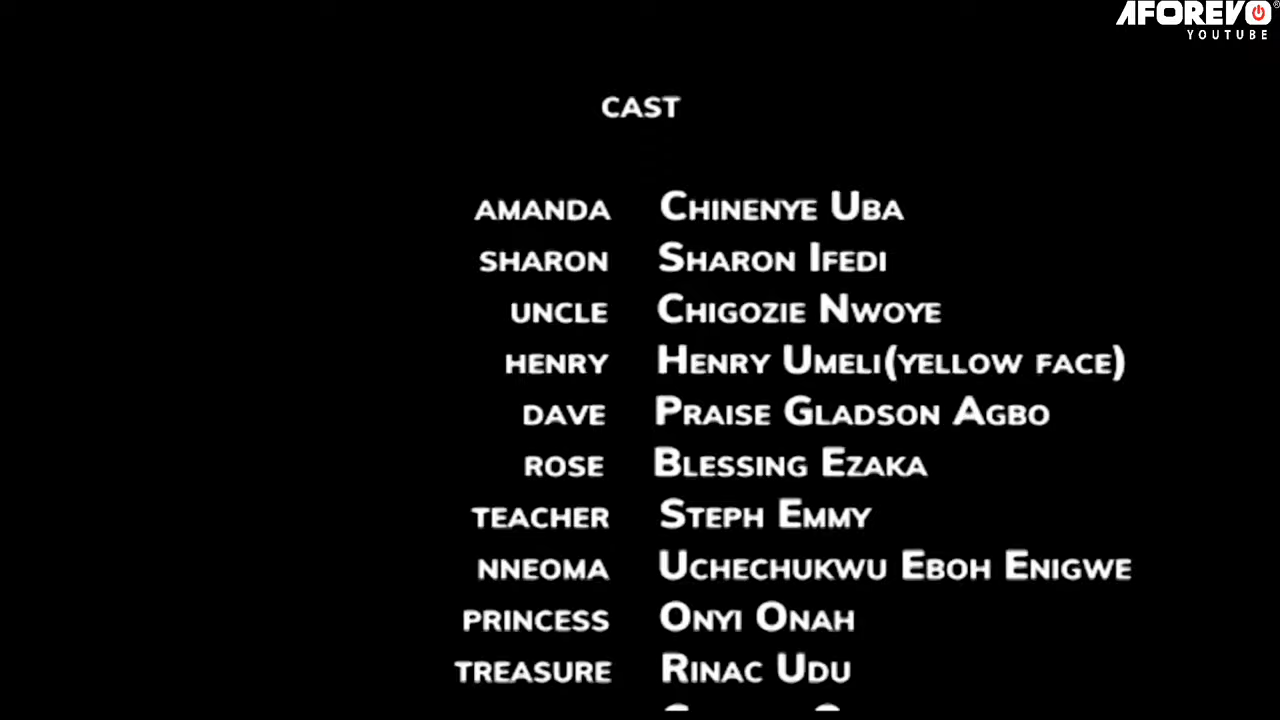 AFOREVO®
YOUTUBE
CAST
AMANDA CHINENYE UBA
SHARON SHARON IFEDI
UNCLE CHIGOZIE NWOYE
HENRY HENRY UMELI(YELLOW FACE)
DAVE PRAISE GLADSON AGBO
ROSE BLESSING EZAKA
TEACHER STEPH EMMY
NNEOMA UCHECHUKWU EBOH ENIGWE
PRINCESS ONYI ONAH
TREASURE RINAC UDU